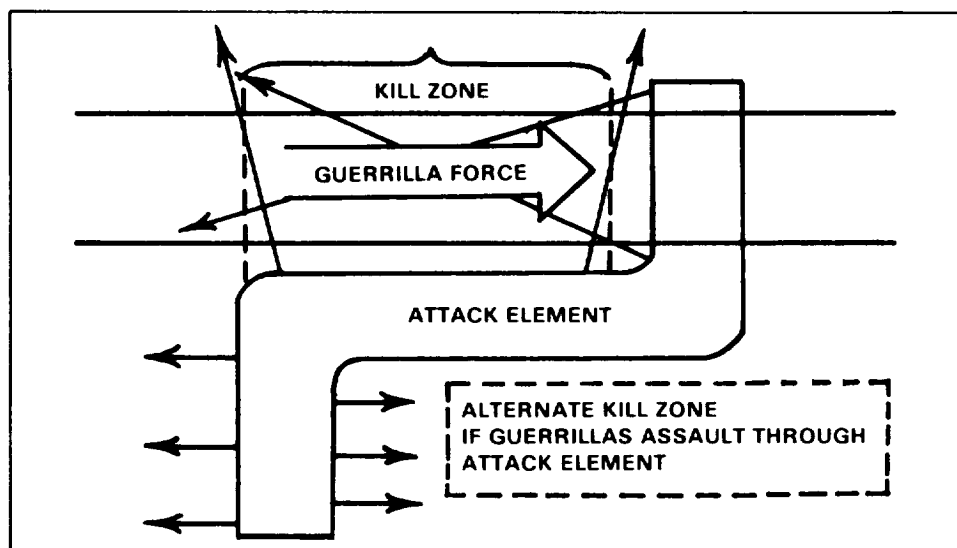 KILL ZONE
GUERRILLA FORCE
ATTACK ELEMENT
ALTERNATE KILL ZONE
IF GUERRILLAS ASSAULT THROUGH
ATTACK ELEMENT